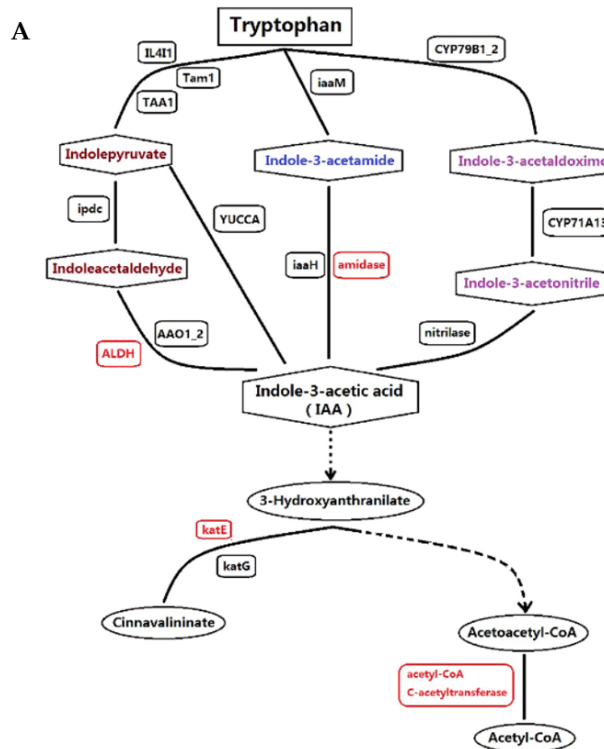 A
Tryptophan
IL4I1
Tam1
TAA1
iaaM
CYP79B1_2
Indolepyruvate
Indole-3-acetamide
Indole-3-acetaldoxime
ipdc
YUCCA
CYP71A13
Indoleacetaldehyde
iaaH
amidase
Indole-3-acetonitrile
ALDH
AAO1_2
nitrilase
Indole-3-acetic acid
( IAA )
3-Hydroxyanthranilate
katE
katG
Cinnavalininate
Acetoacetyl-CoA
acetyl-CoA
C-acetyltransferase
Acetyl-CoA